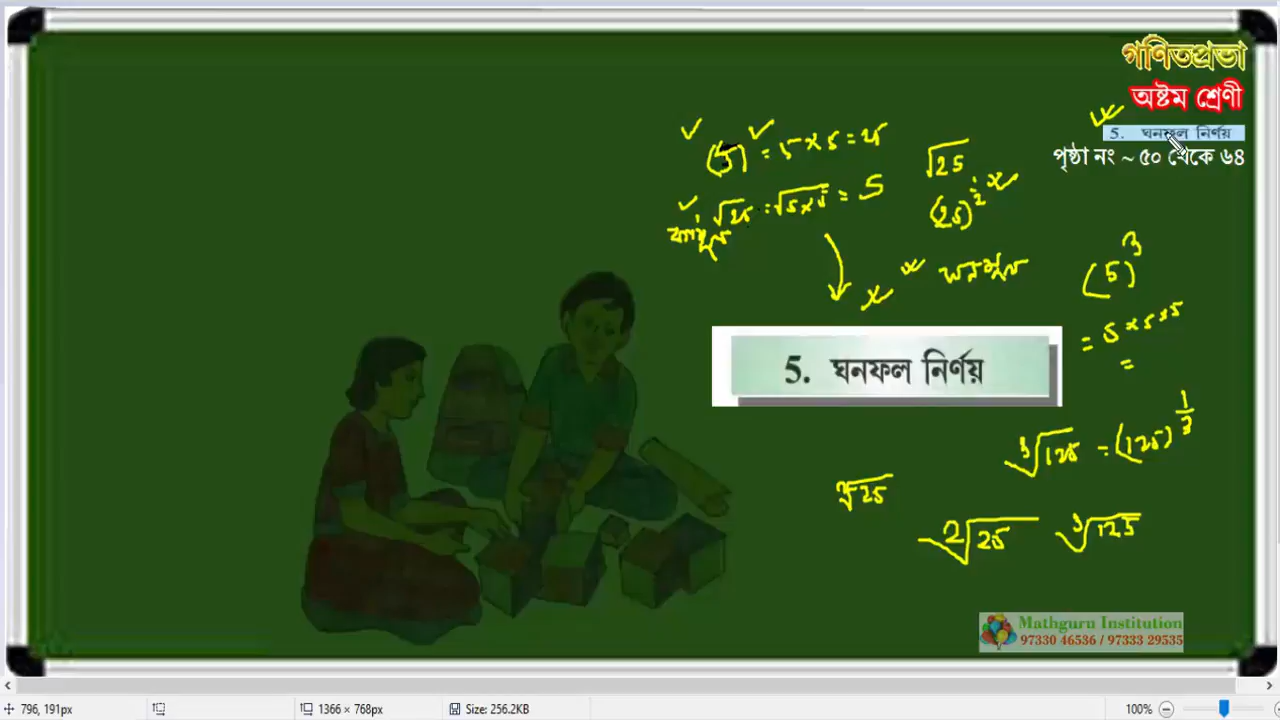 গণিতপ্রভা
অষ্টম শ্রেণী
5. ঘনফল নির্ণয়
পৃষ্ঠা নং ~ ৫০ থেকে ৬৪
(5) = 5 × 5 = 25
√25 = √5×5 = 5
√25
(25)^1/2
ঘনমূল
(5)^3
= 5 × 5 × 5
=
5. ঘনফল নির্ণয়
∛125 = (125)^1/3
²√25
²√25 ∛125
Mathguru Institution
97330 46536 / 97333 29535
796, 191px 1366 × 768px Size: 256.2KB 100%